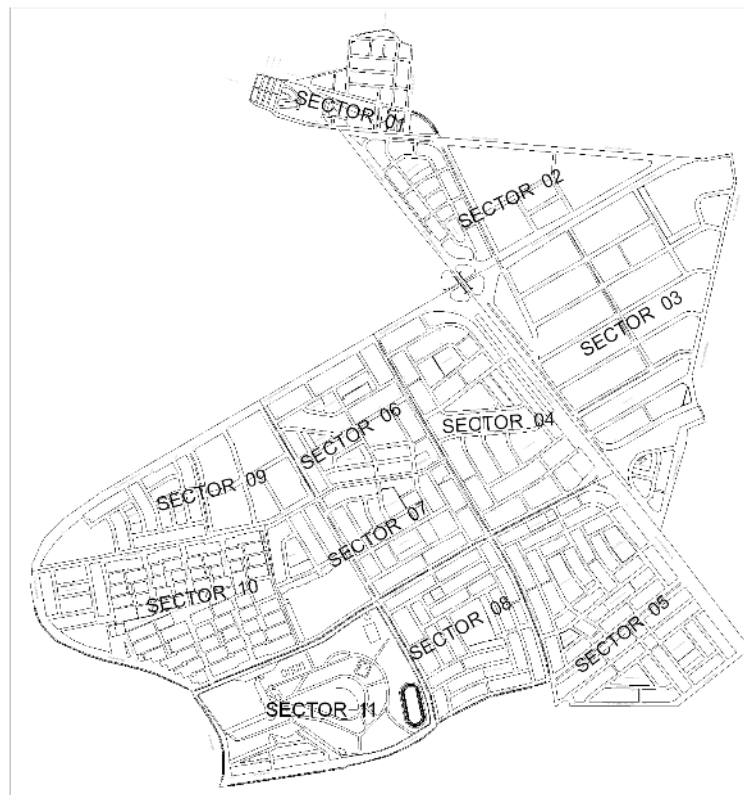 SECTOR 01
SECTOR 02
SECTOR 03
SECTOR 06
SECTOR 04
SECTOR 09
SECTOR 07
SECTOR 10
SECTOR 08
SECTOR 05
SECTOR 11